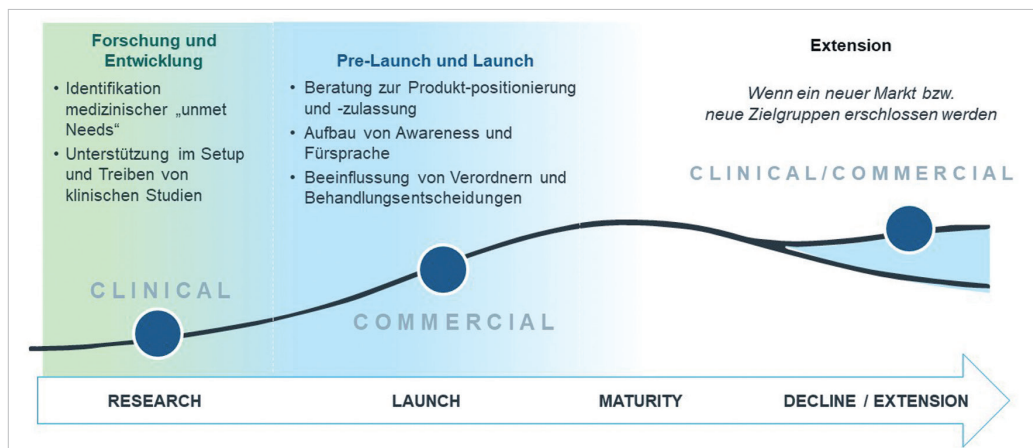 Forschung und
Entwicklung
• Identifikation
medizinischer „unmet
Needs“
• Unterstützung im Setup
und Treiben von
klinischen Studien
Pre-Launch und Launch
• Beratung zur Produkt-positionierung
und -zulassung
• Aufbau von Awareness und
Fürsprache
• Beeinflussung von Verordnern und
Behandlungsentscheidungen
Extension
Wenn ein neuer Markt bzw.
neue Zielgruppen erschlossen werden
CLINICAL/COMMERCIAL
CLINICAL
COMMERCIAL
RESEARCH
LAUNCH
MATURITY
DECLINE / EXTENSION